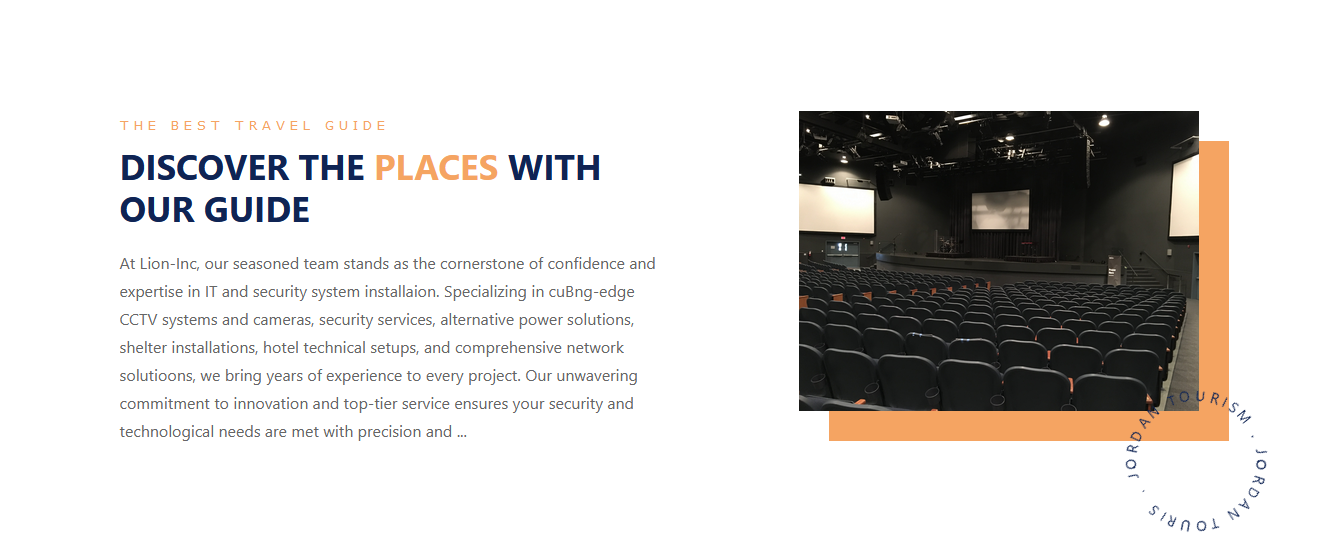 THE BEST TRAVEL GUIDE
DISCOVER THE PLACES WITH
OUR GUIDE
At Lion-Inc, our seasoned team stands as the cornerstone of confidence and
expertise in IT and security system installaion. Specializing in cuBng-edge
CCTV systems and cameras, security services, alternative power solutions,
shelter installations, hotel technical setups, and comprehensive network
solutioons, we bring years of experience to every project. Our unwavering
commitment to innovation and top-tier service ensures your security and
technological needs are met with precision and ...
JORDAN TOURISM · JORDAN TOURIS ·